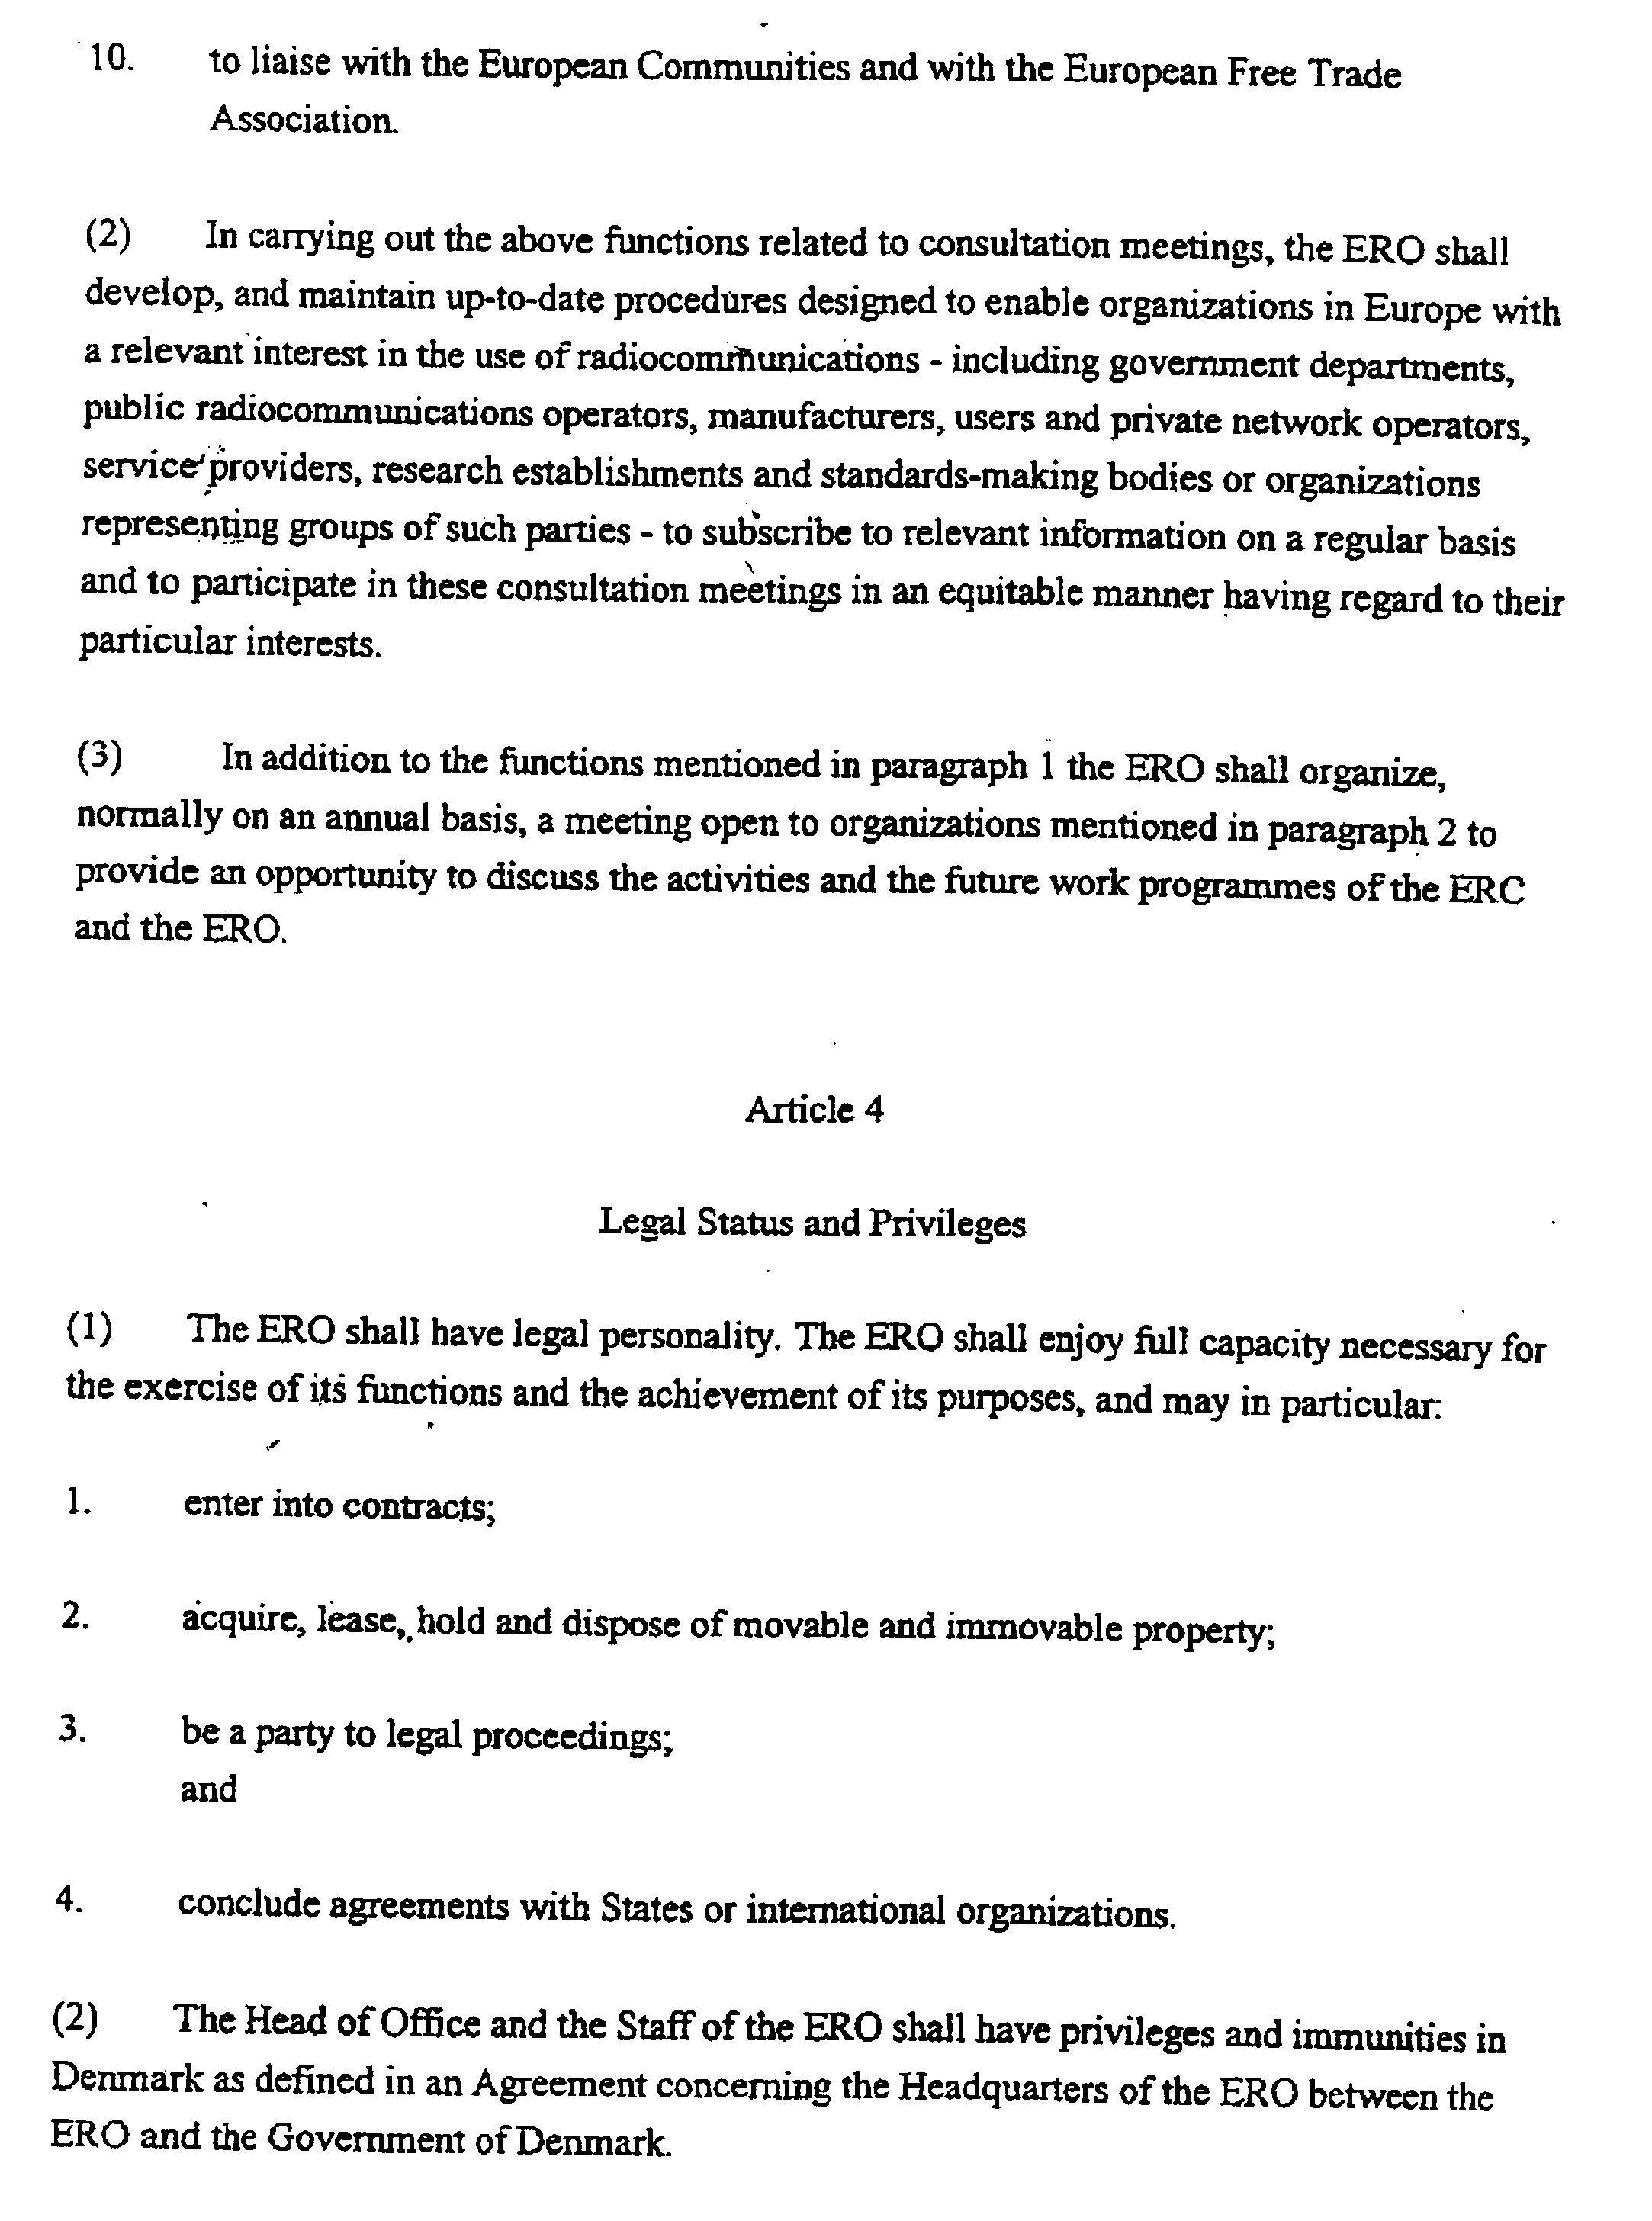 10. to liaise with the European Communities and with the European Free Trade
Association.
(2) In carrying out the above functions related to consultation meetings, the ERO shall
develop, and maintain up-to-date procedures designed to enable organizations in Europe with
a relevant interest in the use of radiocommunications - including government departments,
public radiocommunications operators, manufacturers, users and private network operators,
service providers, research establishments and standards-making bodies or organizations
representing groups of such parties - to subscribe to relevant information on a regular basis
and to participate in these consultation meetings in an equitable manner having regard to their
particular interests.
(3) In addition to the functions mentioned in paragraph 1 the ERO shall organize,
normally on an annual basis, a meeting open to organizations mentioned in paragraph 2 to
provide an opportunity to discuss the activities and the future work programmes of the ERC
and the ERO.
Article 4
Legal Status and Privileges
(1) The ERO shall have legal personality. The ERO shall enjoy full capacity necessary for
the exercise of its functions and the achievement of its purposes, and may in particular:
1. enter into contracts;
2. acquire, lease, hold and dispose of movable and immovable property;
3. be a party to legal proceedings;
and
4. conclude agreements with States or international organizations.
(2) The Head of Office and the Staff of the ERO shall have privileges and immunities in
Denmark as defined in an Agreement concerning the Headquarters of the ERO between the
ERO and the Government of Denmark.